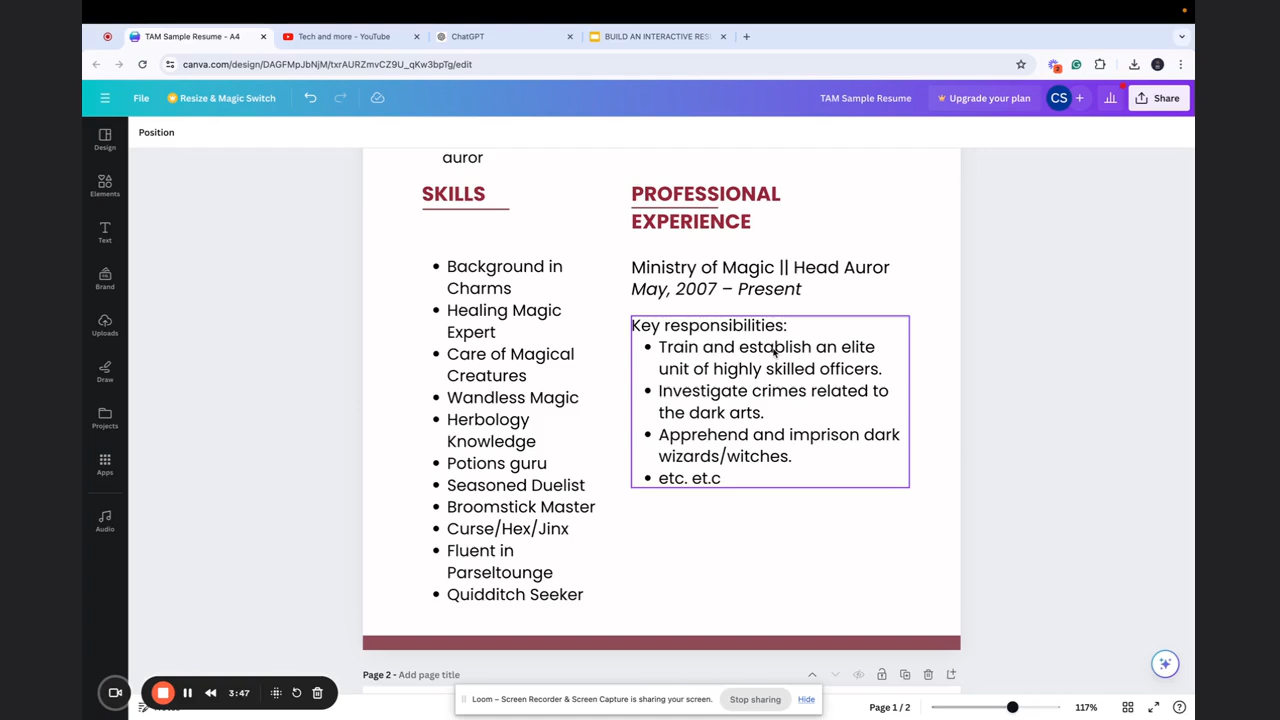 TAM Sample Resume - A4
Tech and more - YouTube
ChatGPT
BUILD AN INTERACTIVE RES
canva.com/design/DAGFMpJbNjM/txrAURZmvCZ9U_qKw3bpTg/edit
File
Resize & Magic Switch
TAM Sample Resume
Upgrade your plan
CS
Share
Position
Design
Elements
Text
Brand
Uploads
Draw
Projects
Apps
Audio
auror
SKILLS
Background in
Charms
Healing Magic
Expert
Care of Magical
Creatures
Wandless Magic
Herbology
Knowledge
Potions guru
Seasoned Duelist
Broomstick Master
Curse/Hex/Jinx
Fluent in
Parseltounge
Quidditch Seeker
PROFESSIONAL
EXPERIENCE
Ministry of Magic || Head Auror
May, 2007 – Present
Key responsibilities:
Train and establish an elite
unit of highly skilled officers.
Investigate crimes related to
the dark arts.
Apprehend and imprison dark
wizards/witches.
etc. et.c
Page 2 - Add page title
3:47
Loom – Screen Recorder & Screen Capture is sharing your screen.
Stop sharing
Hide
Page 1 / 2
117%